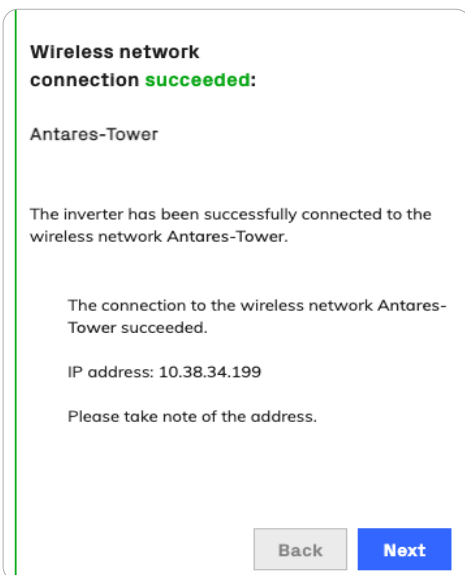 Wireless network
connection succeeded:
Antares-Tower
The inverter has been successfully connected to the
wireless network Antares-Tower.
The connection to the wireless network Antares-
Tower succeeded.
IP address: 10.38.34.199
Please take note of the address.
Back
Next